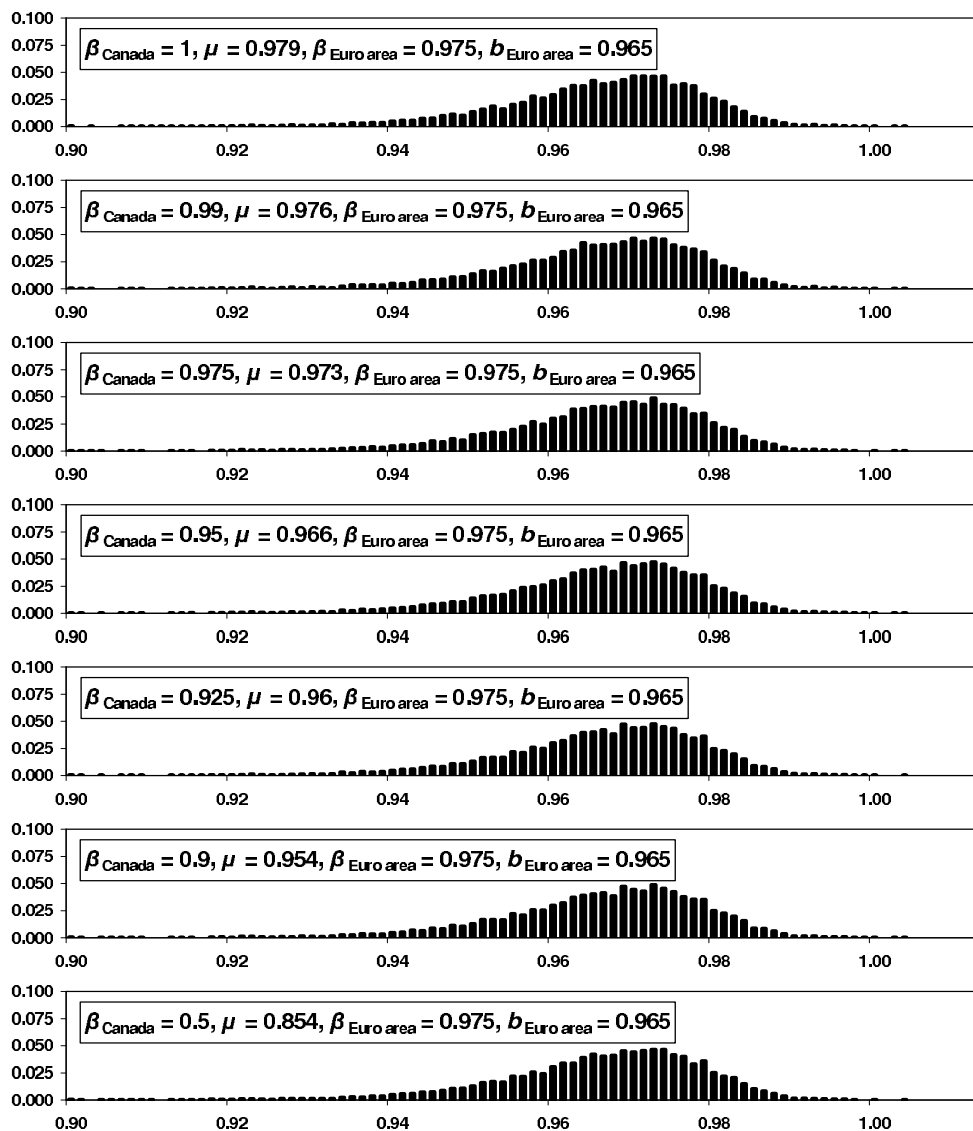 0.100
β Canada = 1, μ = 0.979, β Euro area = 0.975, b Euro area = 0.965
0.075
0.050
0.025
0.000
0.90 0.92 0.94 0.96 0.98 1.00
0.100
β Canada = 0.99, μ = 0.976, β Euro area = 0.975, b Euro area = 0.965
0.075
0.050
0.025
0.000
0.90 0.92 0.94 0.96 0.98 1.00
0.100
β Canada = 0.975, μ = 0.973, β Euro area = 0.975, b Euro area = 0.965
0.075
0.050
0.025
0.000
0.90 0.92 0.94 0.96 0.98 1.00
0.100
β Canada = 0.95, μ = 0.966, β Euro area = 0.975, b Euro area = 0.965
0.075
0.050
0.025
0.000
0.90 0.92 0.94 0.96 0.98 1.00
0.100
β Canada = 0.925, μ = 0.96, β Euro area = 0.975, b Euro area = 0.965
0.075
0.050
0.025
0.000
0.90 0.92 0.94 0.96 0.98 1.00
0.100
β Canada = 0.9, μ = 0.954, β Euro area = 0.975, b Euro area = 0.965
0.075
0.050
0.025
0.000
0.90 0.92 0.94 0.96 0.98 1.00
0.100
β Canada = 0.5, μ = 0.854, β Euro area = 0.975, b Euro area = 0.965
0.075
0.050
0.025
0.000
0.90 0.92 0.94 0.96 0.98 1.00